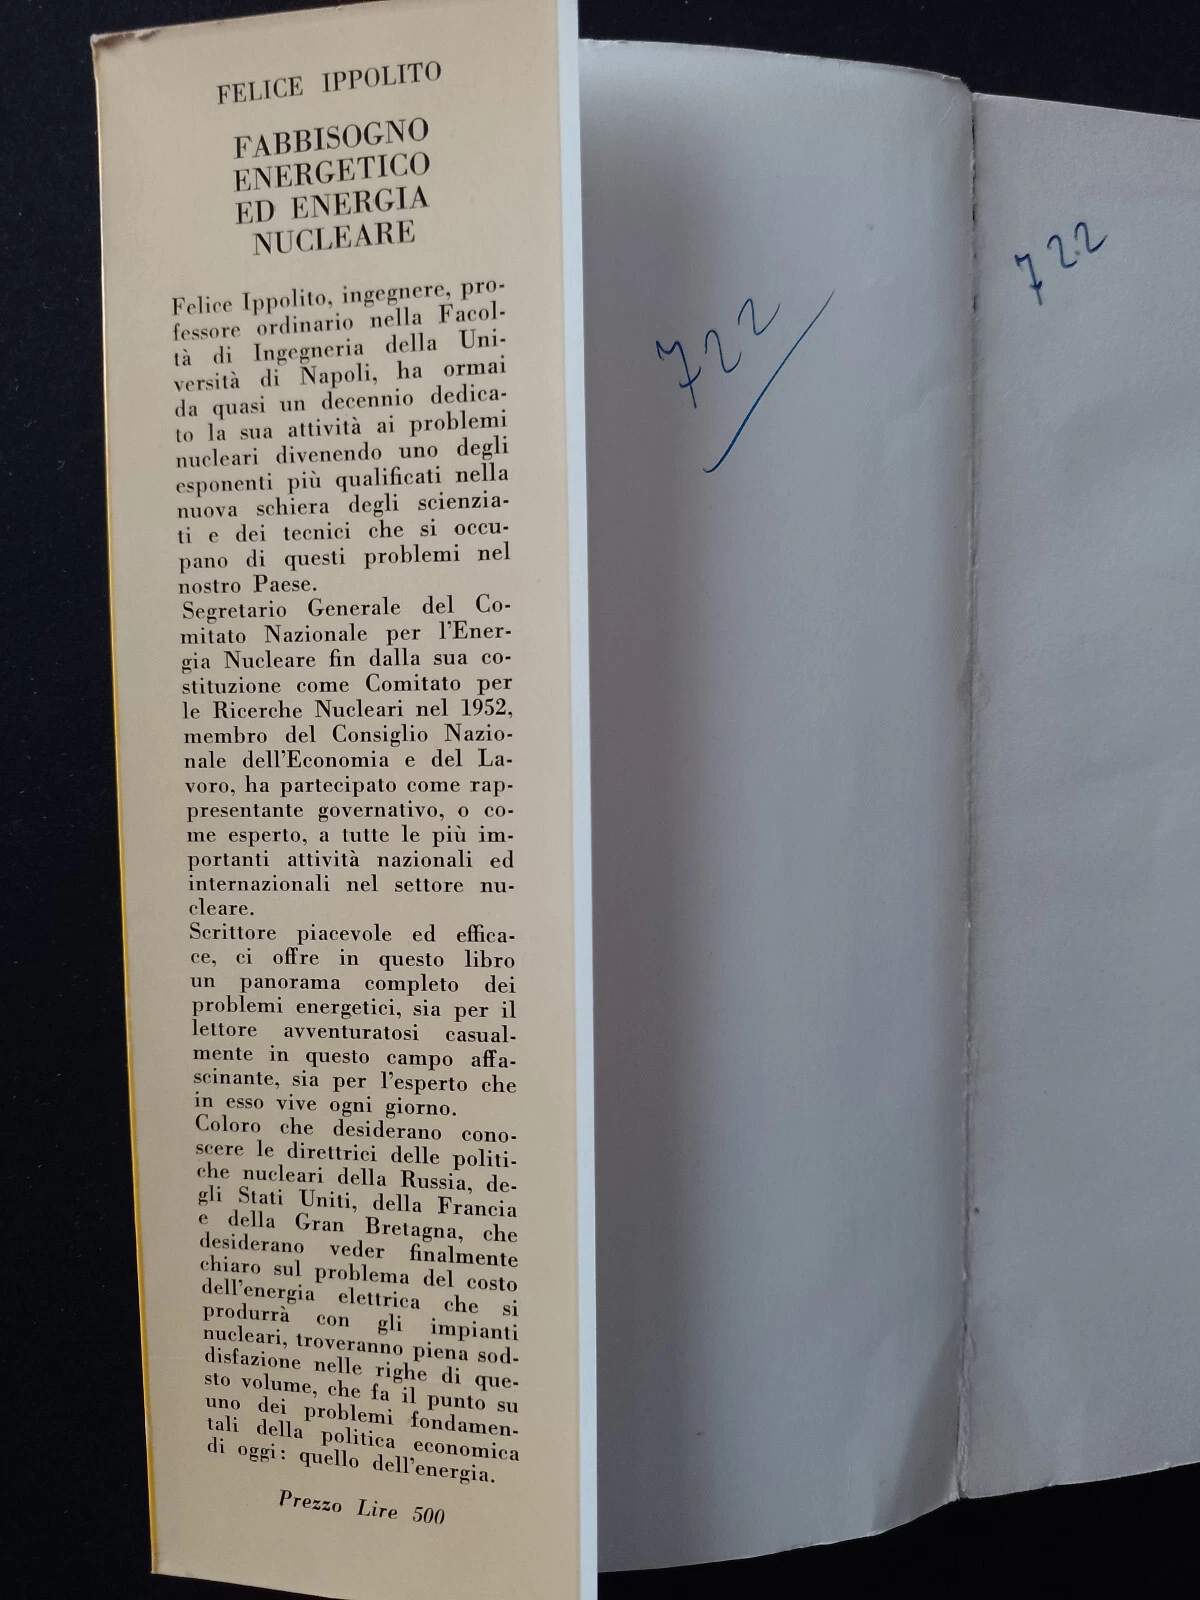 FELICE IPPOLITO
FABBISOGNO
ENERGETICO
ED ENERGIA
NUCLEARE
Felice Ippolito, ingegnere, pro-
fessore ordinario nella Facol-
tà di Ingegneria della Uni-
versità di Napoli, ha ormai
da quasi un decennio dedica-
to la sua attività ai problemi
nucleari divenendo uno degli
esponenti più qualificati nella
nuova schiera degli scienzia-
ti e dei tecnici che si occu-
pano di questi problemi nel
nostro Paese.
Segretario Generale del Co-
mitato Nazionale per l'Ener-
gia Nucleare fin dalla sua co-
stituzione come Comitato per
le Ricerche Nucleari nel 1952,
membro del Consiglio Nazio-
nale dell'Economia e del La-
voro, ha partecipato come rap-
presentante governativo, o co-
me esperto, a tutte le più im-
portanti attività nazionali ed
internazionali nel settore nu-
cleare.
Scrittore piacevole ed effica-
ce, ci offre in questo libro
un panorama completo dei
problemi energetici, sia per il
lettore avventuratosi casual-
mente in questo campo affa-
scinante, sia per l'esperto che
in esso vive ogni giorno.
Coloro che desiderano cono-
scere le direttrici delle politi-
che nucleari della Russia, de-
gli Stati Uniti, della Francia
e della Gran Bretagna, che
desiderano veder finalmente
chiaro sul problema del costo
dell'energia elettrica che si
produrrà con gli impianti
nucleari, troveranno piena sod-
disfazione nelle righe di que-
sto volume, che fa il punto su
uno dei problemi fondamen-
tali della politica economica
di oggi: quello dell'energia.
Prezzo Lire 500
722
722